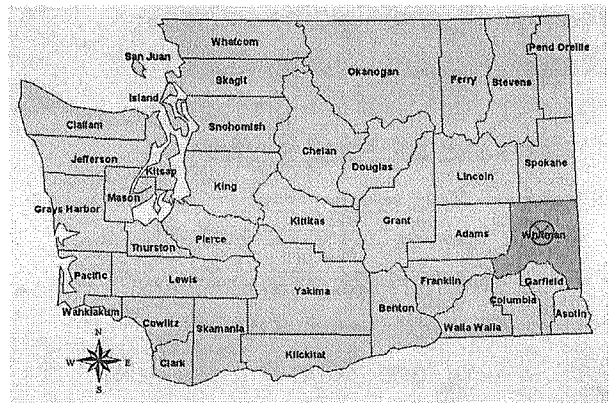 Whatcom
San Juan
Pend Oreille
Skagit
Okanogan
Ferry
Stevens
Island
Clallam
Snohomish
Chelan
Douglas
Jefferson
Kitsap
Spokane
Lincoln
King
Mason
Grays Harbor
Kittitas
Grant
Adams
Whitman
Pierce
Thurston
Pacific
Lewis
Yakima
Franklin
Garfield
Columbia
Benton
Wahkiakum
Cowlitz
Skamania
Walla Walla
Asotin
Clark
Klickitat
N
W
E
S